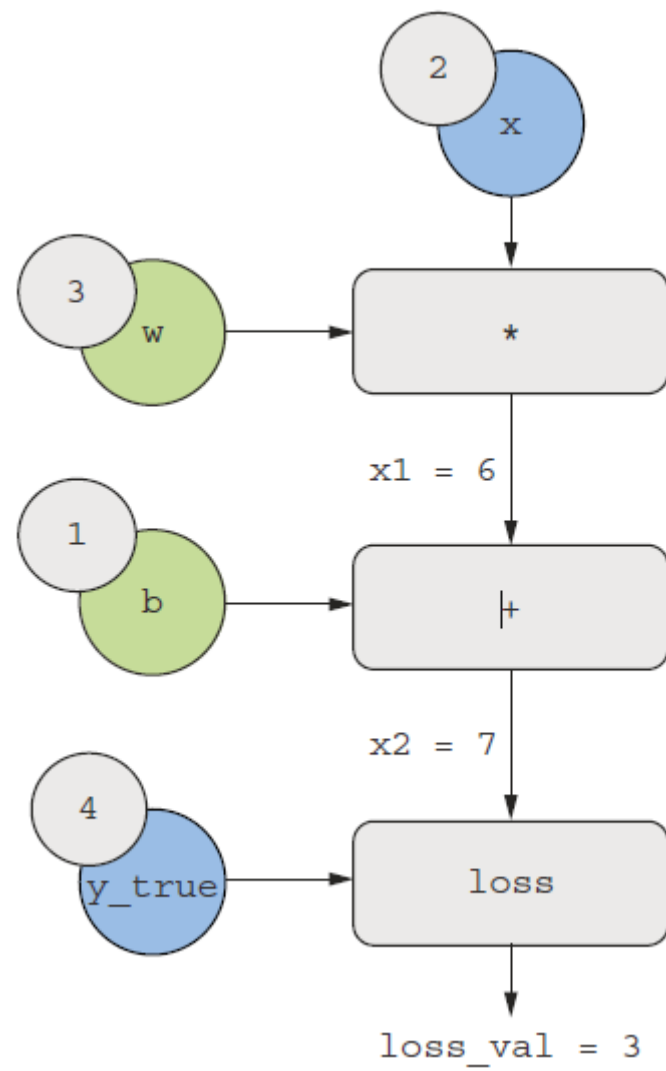 2
x
3
w
*
x1 = 6
1
b
+
x2 = 7
4
y_true
loss
loss_val = 3